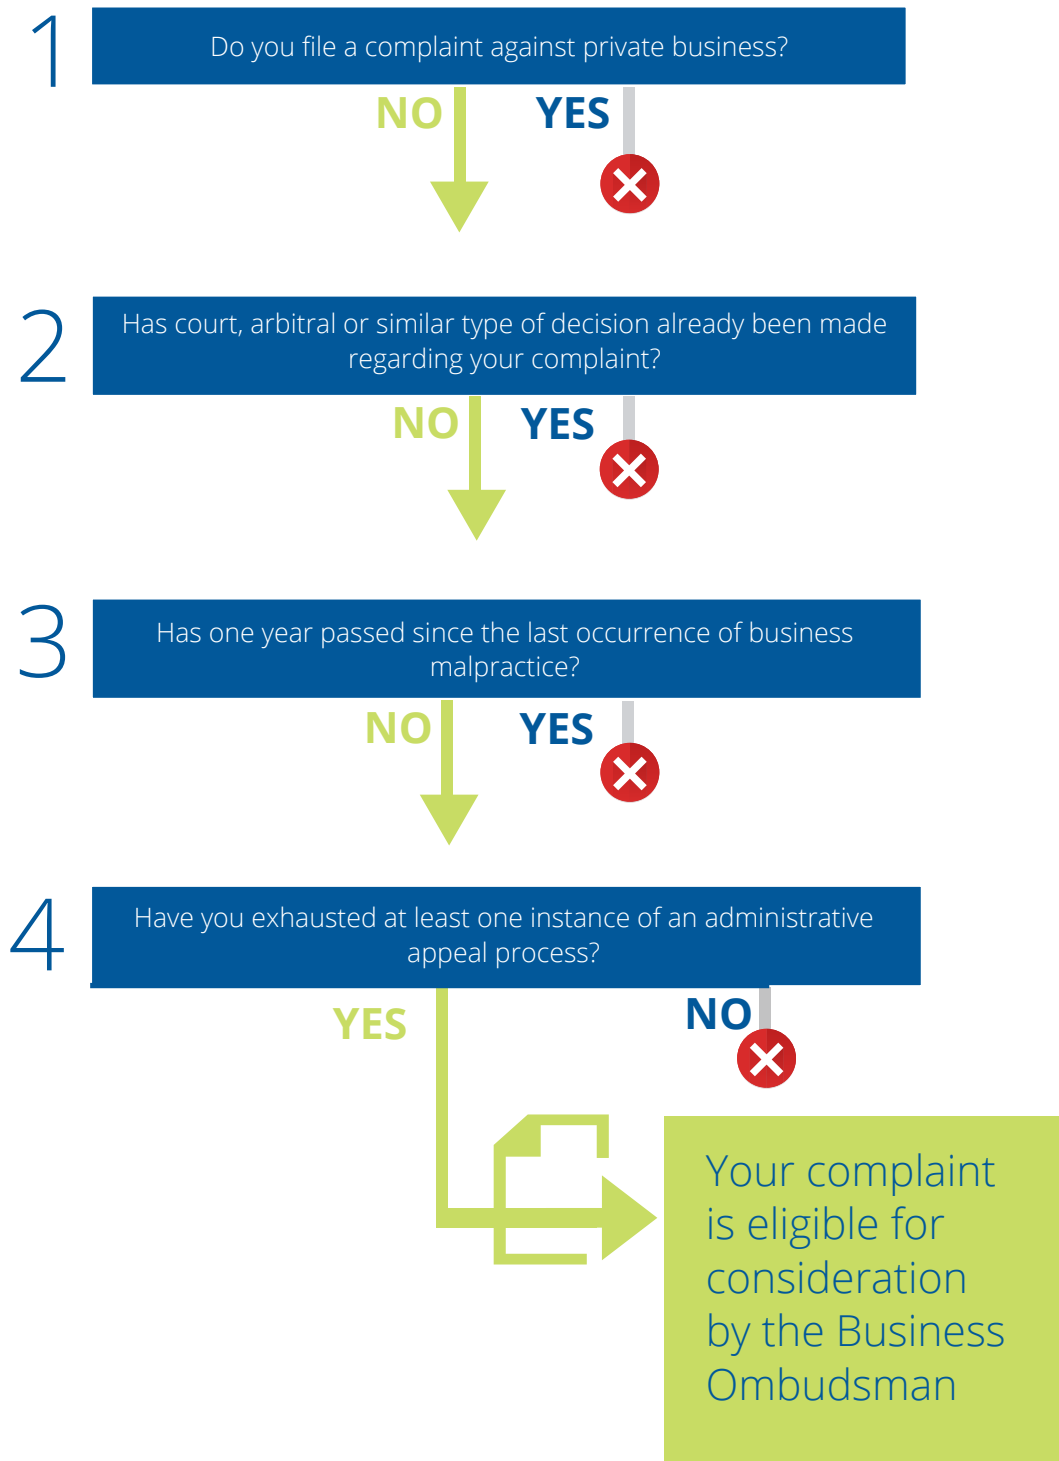 1
Do you file a complaint against private business?
NO
YES
2
Has court, arbitral or similar type of decision already been made
regarding your complaint?
NO
YES
3
Has one year passed since the last occurrence of business
malpractice?
NO
YES
4
Have you exhausted at least one instance of an administrative
appeal process?
YES
NO
Your complaint
is eligible for
consideration
by the Business
Ombudsman